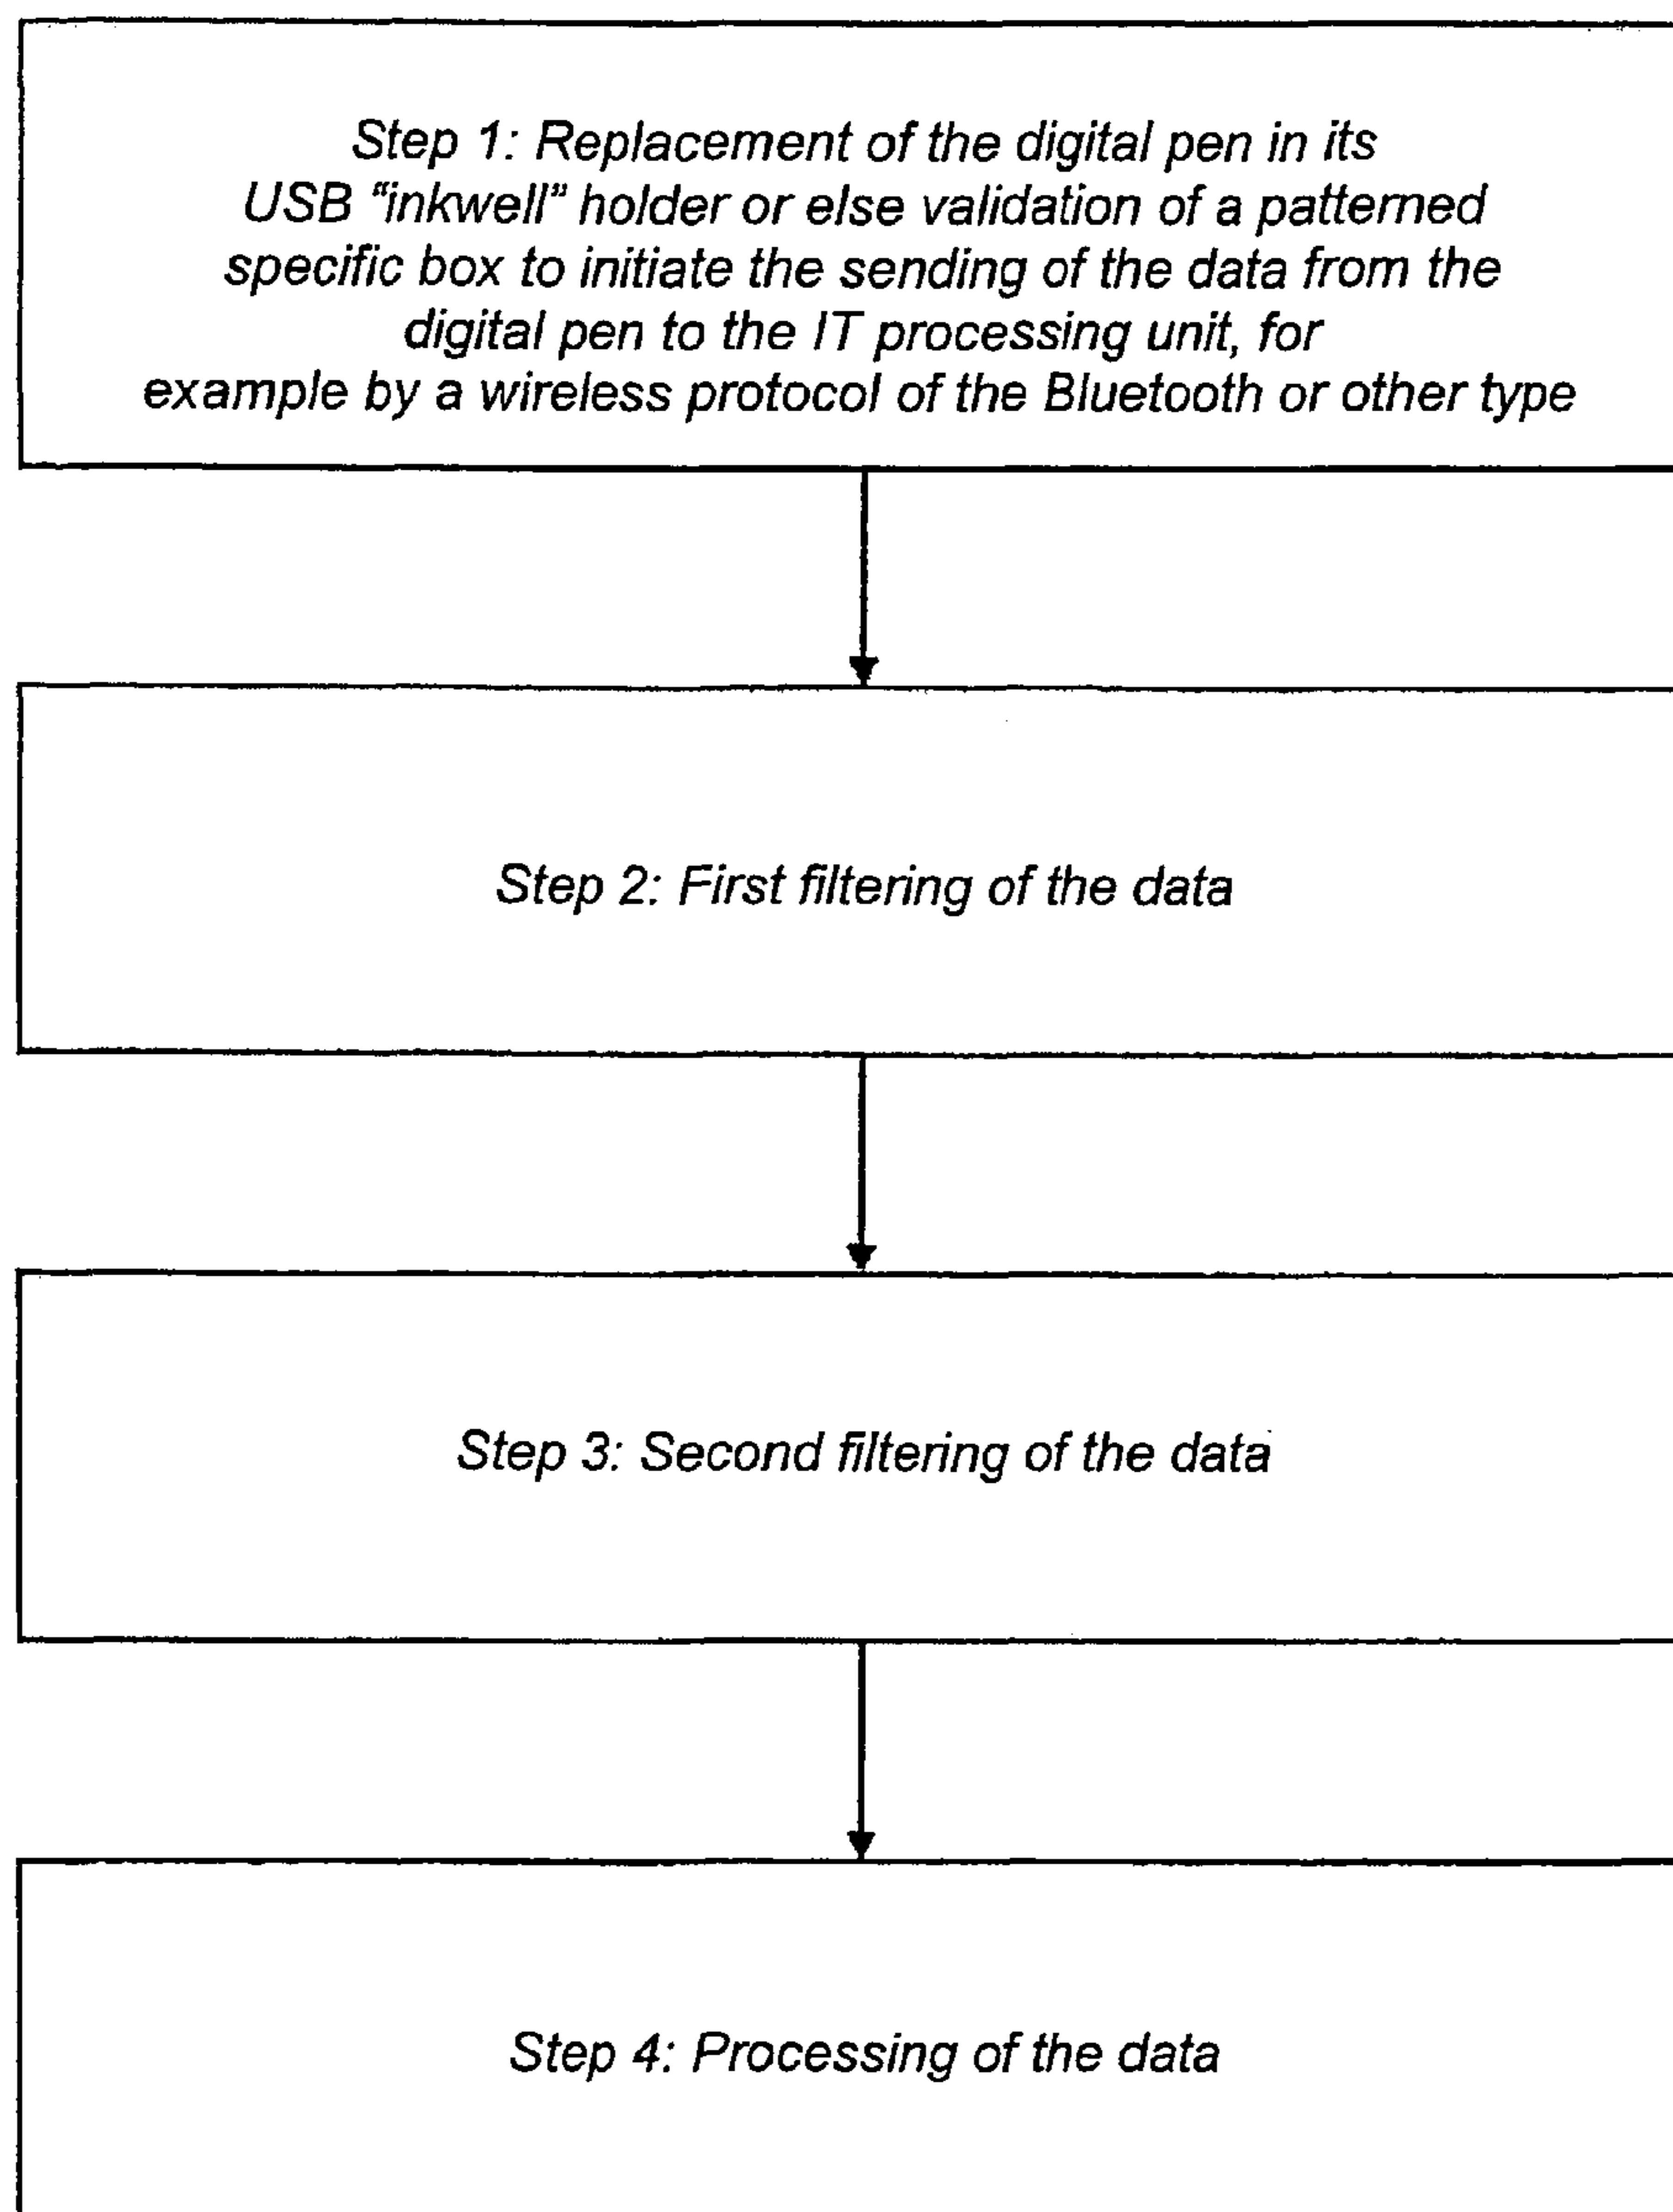 Step 1: Replacement of the digital pen in its
USB “inkwell” holder or else validation of a patterned
specific box to initiate the sending of the data from the
digital pen to the IT processing unit, for
example by a wireless protocol of the Bluetooth or other type
Step 2: First filtering of the data
Step 3: Second filtering of the data
Step 4: Processing of the data